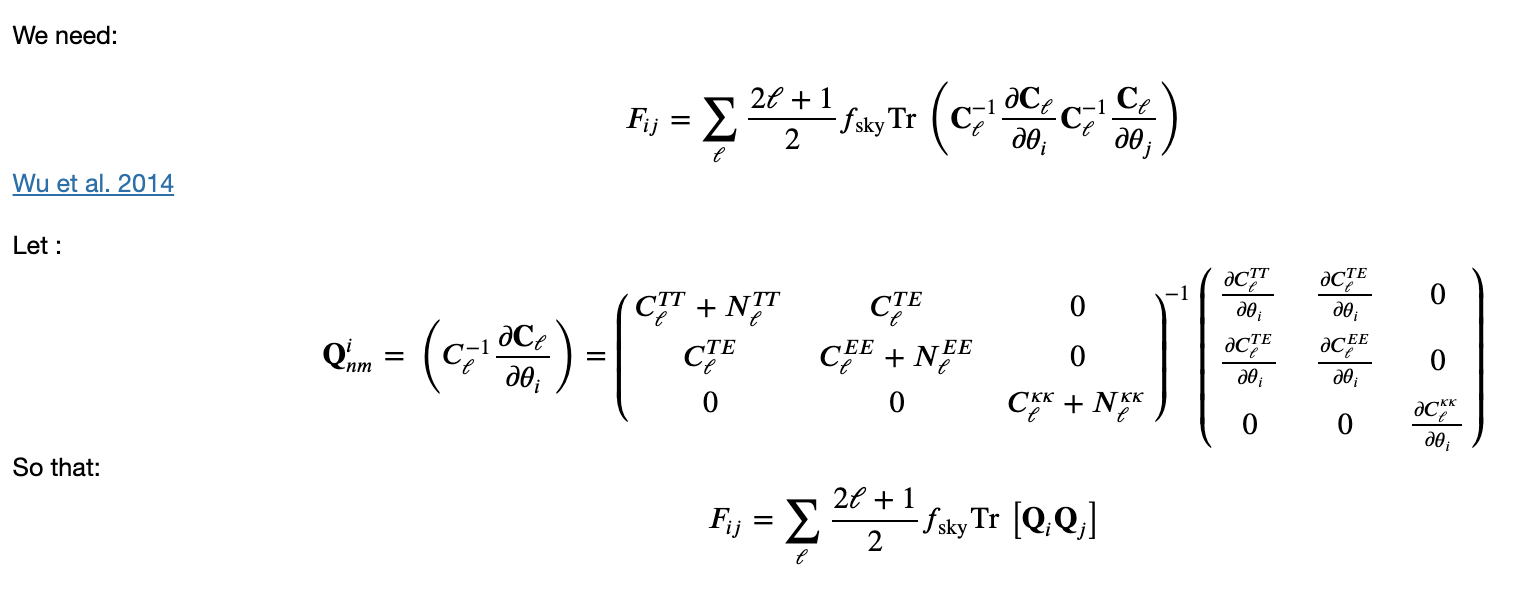 We need:
$F_{ij} = \sum_{\ell} \frac{2\ell + 1}{2} f_{\text{sky}} \text{Tr} \left( \mathbf{C}_{\ell}^{-1} \frac{\partial \mathbf{C}_{\ell}}{\partial \theta_i} \mathbf{C}_{\ell}^{-1} \frac{\mathbf{C}_{\ell}}{\partial \theta_j} \right)$
Wu et al. 2014
Let :
$\mathbf{Q}^{i}_{nm} = \left( C_{\ell}^{-1} \frac{\partial \mathbf{C}_{\ell}}{\partial \theta_i} \right) = \begin{pmatrix} C_{\ell}^{TT} + N_{\ell}^{TT} & C_{\ell}^{TE} & 0 \\ C_{\ell}^{TE} & C_{\ell}^{EE} + N_{\ell}^{EE} & 0 \\ 0 & 0 & C_{\ell}^{\kappa\kappa} + N_{\ell}^{\kappa\kappa} \end{pmatrix}^{-1} \begin{pmatrix} \frac{\partial C_{\ell}^{TT}}{\partial \theta_i} & \frac{\partial C_{\ell}^{TE}}{\partial \theta_i} & 0 \\ \frac{\partial C_{\ell}^{TE}}{\partial \theta_i} & \frac{\partial C_{\ell}^{EE}}{\partial \theta_i} & 0 \\ 0 & 0 & \frac{\partial C_{\ell}^{\kappa\kappa}}{\partial \theta_i} \end{pmatrix}$
So that:
$F_{ij} = \sum_{\ell} \frac{2\ell + 1}{2} f_{\text{sky}} \text{Tr} \left[ \mathbf{Q}_i \mathbf{Q}_j \right]$